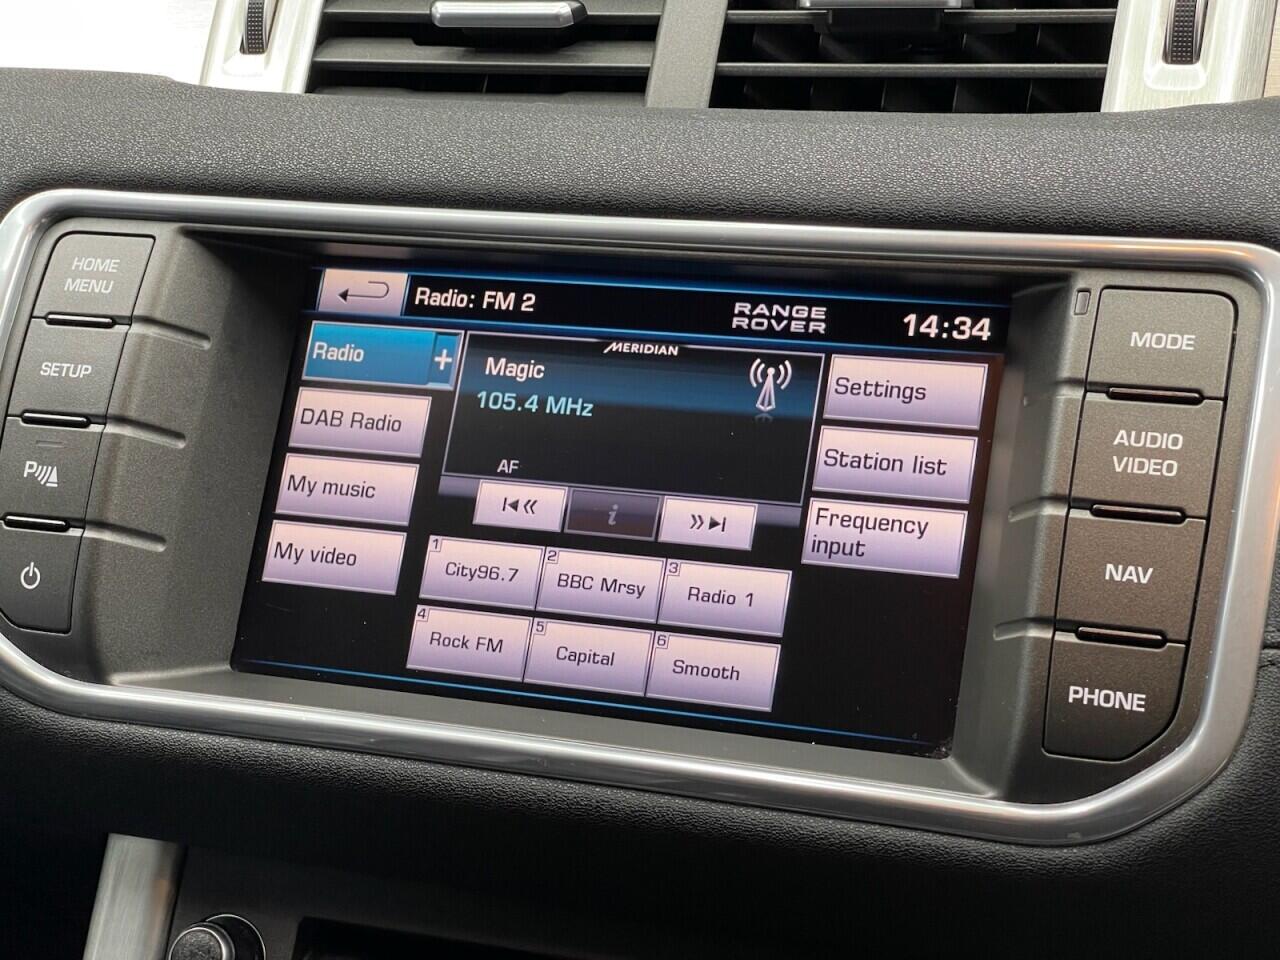 HOME
MENU
SETUP
P
Radio: FM 2
RANGE
ROVER
14:34
Radio +
DAB Radio
My music
My video
MERIDIAN
Magic
105.4 MHz
AF
i
Settings
Station list
Frequency
input
1 City96.7
2 BBC Mrsy
3 Radio 1
4 Rock FM
5 Capital
6 Smooth
MODE
AUDIO
VIDEO
NAV
PHONE